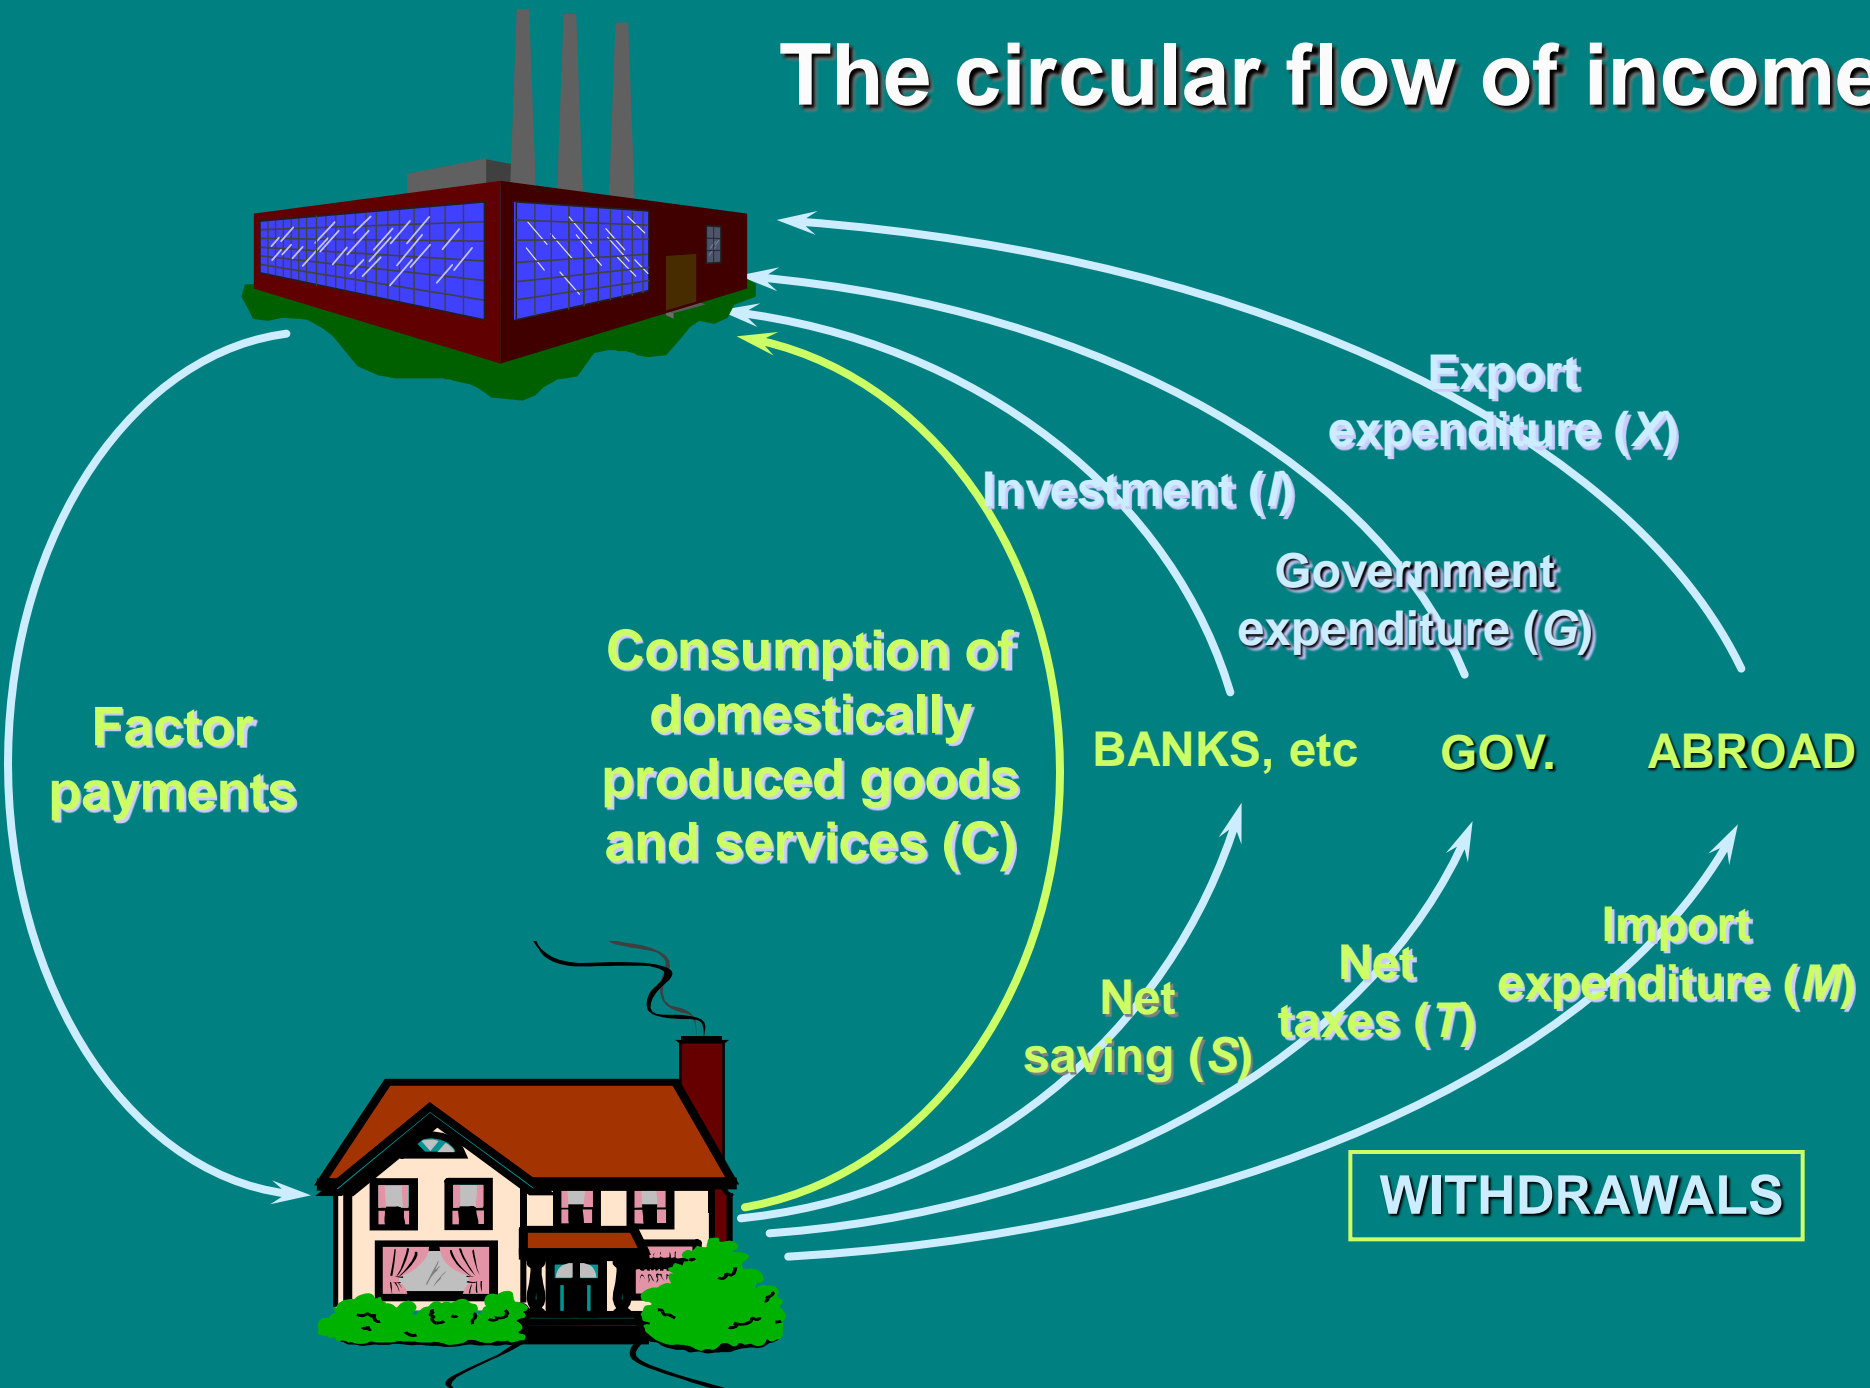 The circular flow of income
Export
expenditure (X)
Investment (I)
Government
expenditure (G)
Consumption of
domestically
produced goods
and services (C)
Factor
payments
BANKS, etc
GOV.
ABROAD
Import
expenditure (M)
Net
taxes (T)
Net
saving (S)
WITHDRAWALS